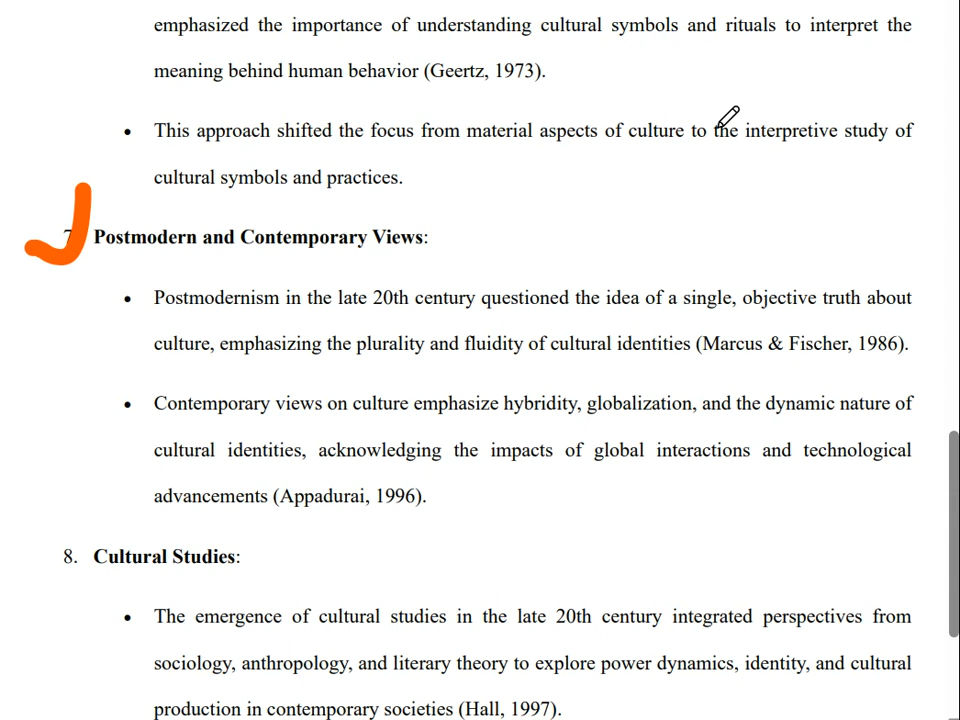 emphasized the importance of understanding cultural symbols and rituals to interpret the
meaning behind human behavior (Geertz, 1973).
• This approach shifted the focus from material aspects of culture to the interpretive study of
cultural symbols and practices.
7. Postmodern and Contemporary Views:
• Postmodernism in the late 20th century questioned the idea of a single, objective truth about
culture, emphasizing the plurality and fluidity of cultural identities (Marcus & Fischer, 1986).
• Contemporary views on culture emphasize hybridity, globalization, and the dynamic nature of
cultural identities, acknowledging the impacts of global interactions and technological
advancements (Appadurai, 1996).
8. Cultural Studies:
• The emergence of cultural studies in the late 20th century integrated perspectives from
sociology, anthropology, and literary theory to explore power dynamics, identity, and cultural
production in contemporary societies (Hall, 1997).